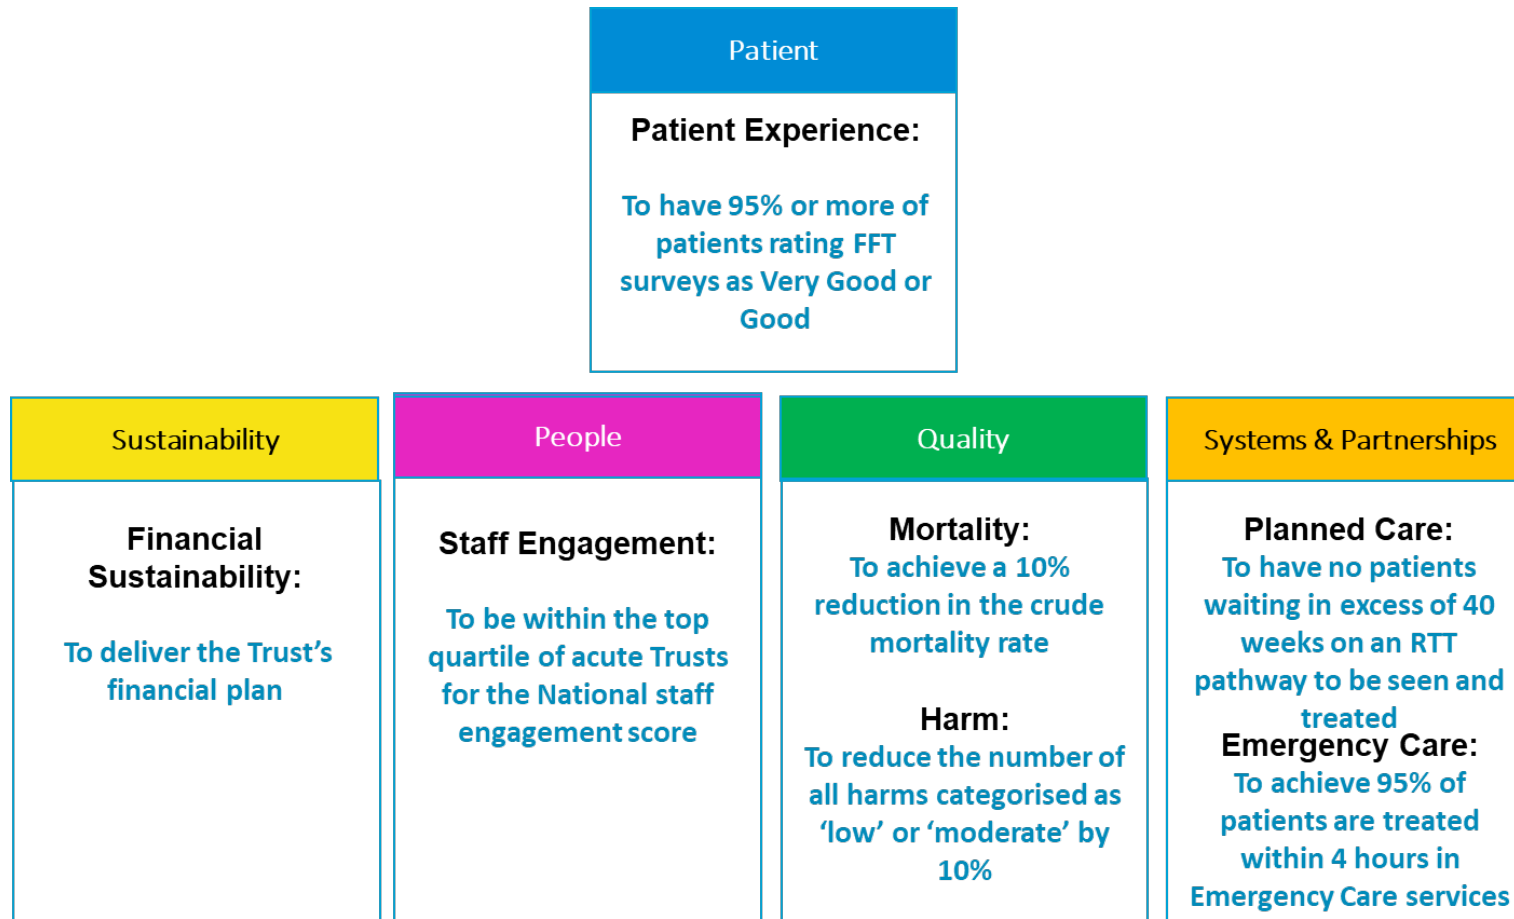 Patient
Patient Experience:
To have 95% or more of
patients rating FFT
surveys as Very Good or
Good
Sustainability
Financial
Sustainability:
To deliver the Trust’s
financial plan
People
Staff Engagement:
To be within the top
quartile of acute Trusts
for the National staff
engagement score
Quality
Mortality:
To achieve a 10%
reduction in the crude
mortality rate
Harm:
To reduce the number of
all harms categorised as
‘low’ or ‘moderate’ by
10%
Systems & Partnerships
Planned Care:
To have no patients
waiting in excess of 40
weeks on an RTT
pathway to be seen and
treated
Emergency Care:
To achieve 95% of
patients are treated
within 4 hours in
Emergency Care services